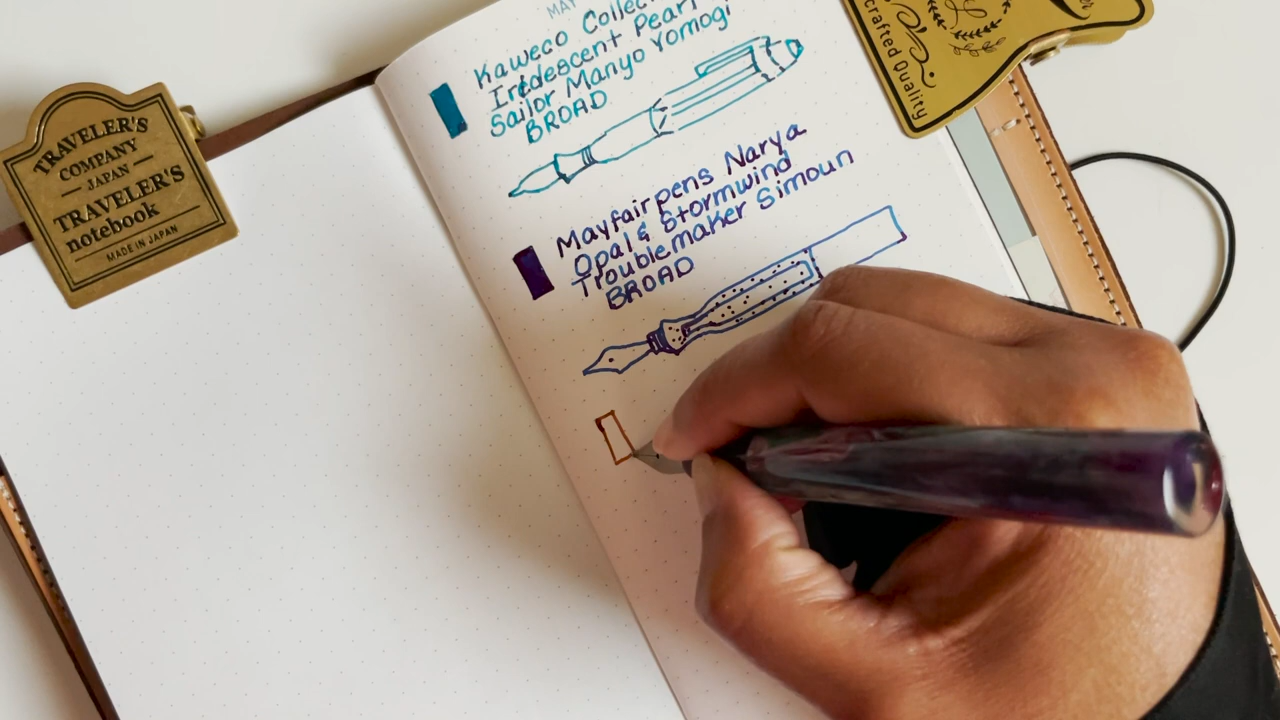 TRAVELER'S
COMPANY
JAPAN
TRAVELER'S
notebook
MADE IN JAPAN
MAY
Kaweco
Iridescent Pearl
Sailor Manyo Yomogi
BROAD
Mayfairpens Narya
Opal & Stormwind
Troublemaker Simoun
BROAD
crafted Quality